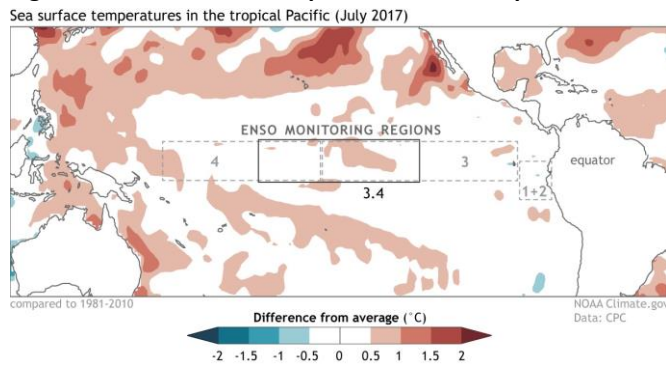 Sea surface temperatures in the tropical Pacific (July 2017)
ENSO MONITORING REGIONS
4
3
equator
3.4
1+2
compared to 1981-2010
NOAA Climate.gov
Data: CPC
Difference from average (°C)
-2 -1.5 -1 -0.5 0 0.5 1 1.5 2